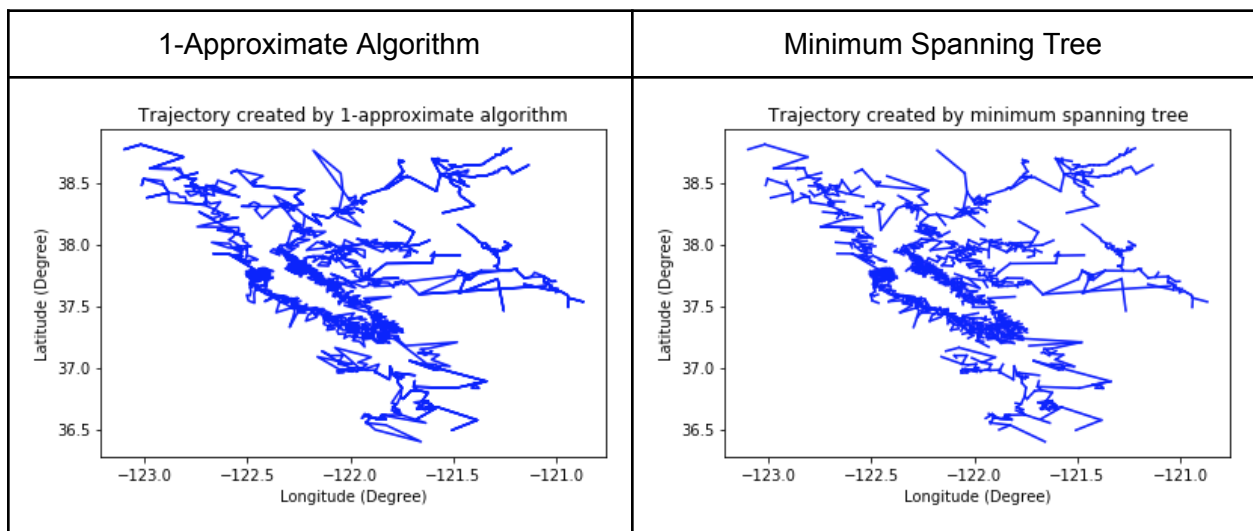 1-Approximate Algorithm
Minimum Spanning Tree
Trajectory created by 1-approximate algorithm
38.5
38.0
37.5
37.0
36.5
Latitude (Degree)
−123.0 −122.5 −122.0 −121.5 −121.0
Longitude (Degree)
Trajectory created by minimum spanning tree
38.5
38.0
37.5
37.0
36.5
Latitude (Degree)
−123.0 −122.5 −122.0 −121.5 −121.0
Longitude (Degree)